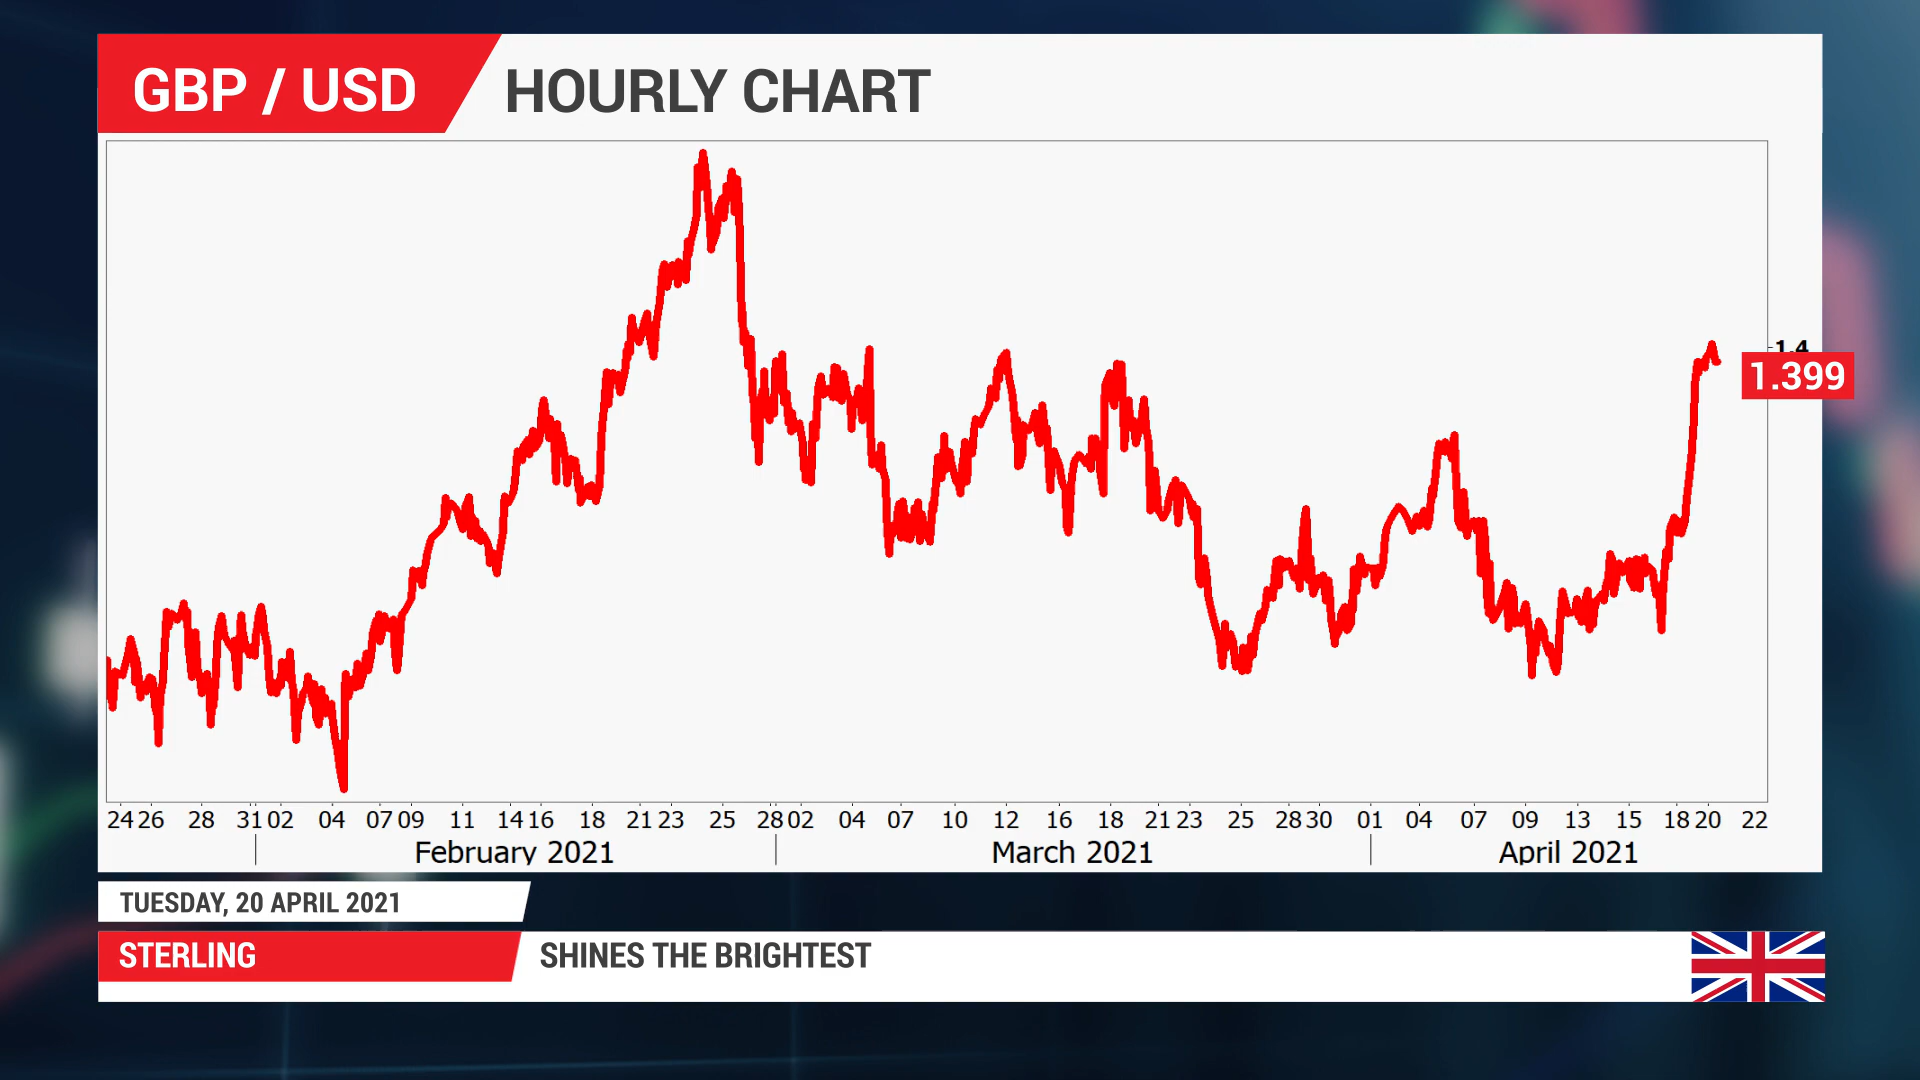 GBP / USD HOURLY CHART
1.4
1.399
24 26 28 31 02 04 07 09 11 14 16 18 21 23 25 28 02 04 07 10 12 16 18 21 23 25 28 30 01 04 07 09 13 15 18 20 22
February 2021 March 2021 April 2021
TUESDAY, 20 APRIL 2021
STERLING SHINES THE BRIGHTEST